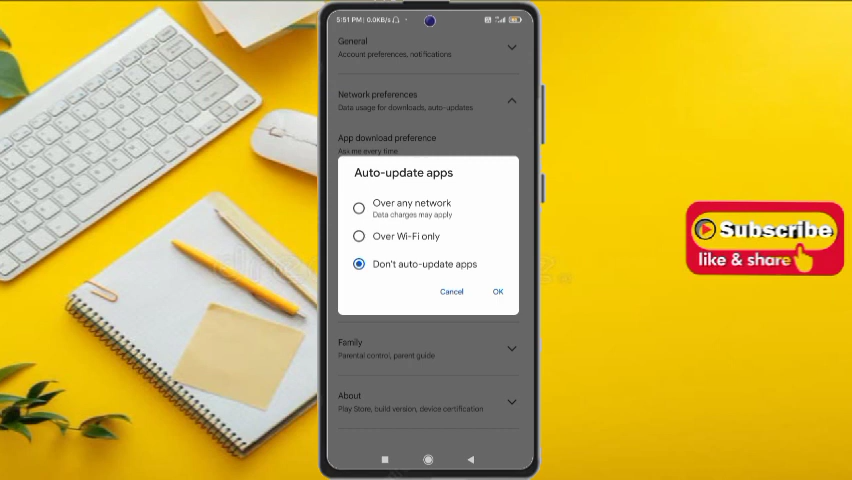 5:51 PM | 0.0KB/s
General
Account preferences, notifications
Network preferences
Data usage for downloads, auto-updates
App download preference
Ask me every time
Auto-update apps
Over any network
Data charges may apply
Over Wi-Fi only
Don't auto-update apps
Cancel OK
Family
Parental control, parent guide
About
Play Store, build version, device certification
Subscribe
like & share